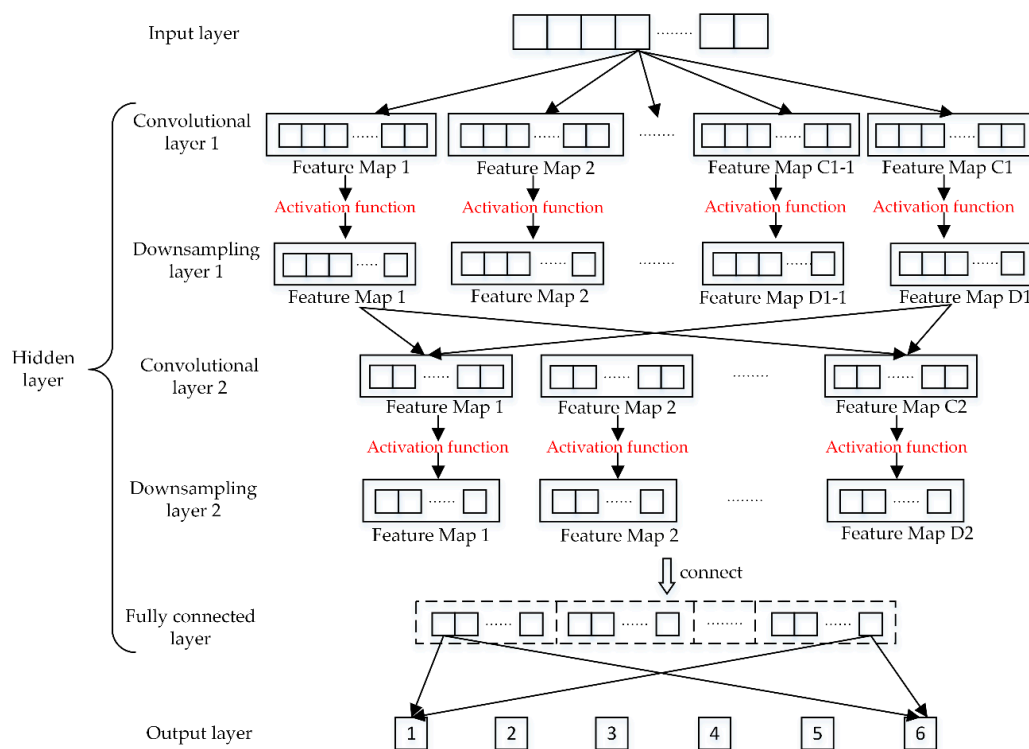 Input layer
Convolutional
layer 1
Feature Map 1
Feature Map 2
Feature Map C1-1
Feature Map C1
Activation function
Activation function
Activation function
Activation function
Downsampling
layer 1
Feature Map 1
Feature Map 2
Feature Map D1-1
Feature Map D1
Hidden
layer
Convolutional
layer 2
Feature Map 1
Feature Map 2
Feature Map C2
Activation function
Activation function
Activation function
Downsampling
layer 2
Feature Map 1
Feature Map 2
Feature Map D2
connect
Fully connected
layer
Output layer
1
2
3
4
5
6